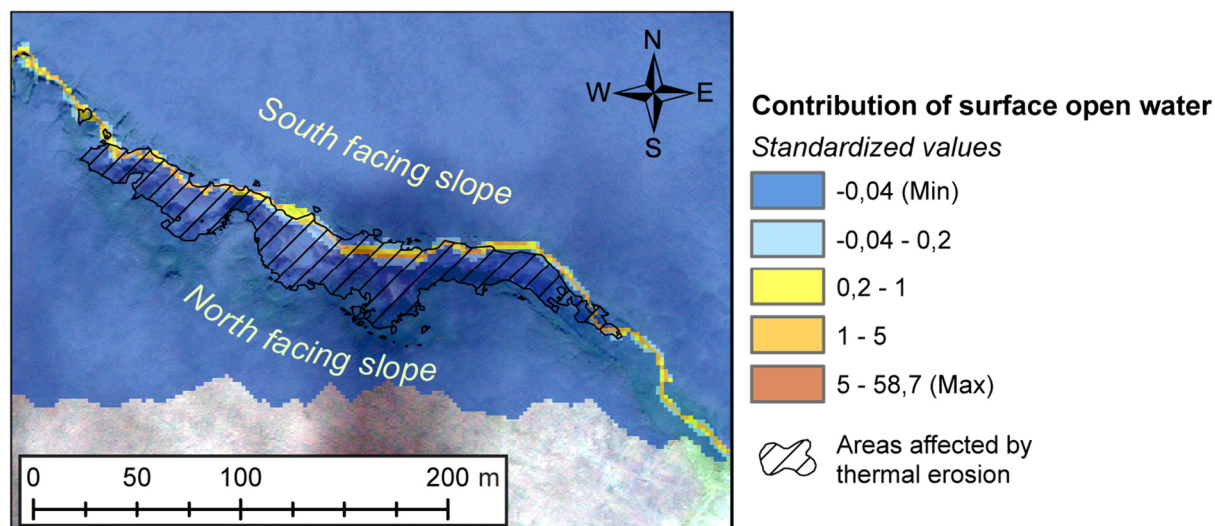 N
W E
S
South facing slope
North facing slope
0 50 100 200 m
Contribution of surface open water
Standardized values
-0,04 (Min)
-0,04 - 0,2
0,2 - 1
1 - 5
5 - 58,7 (Max)
Areas affected by
thermal erosion